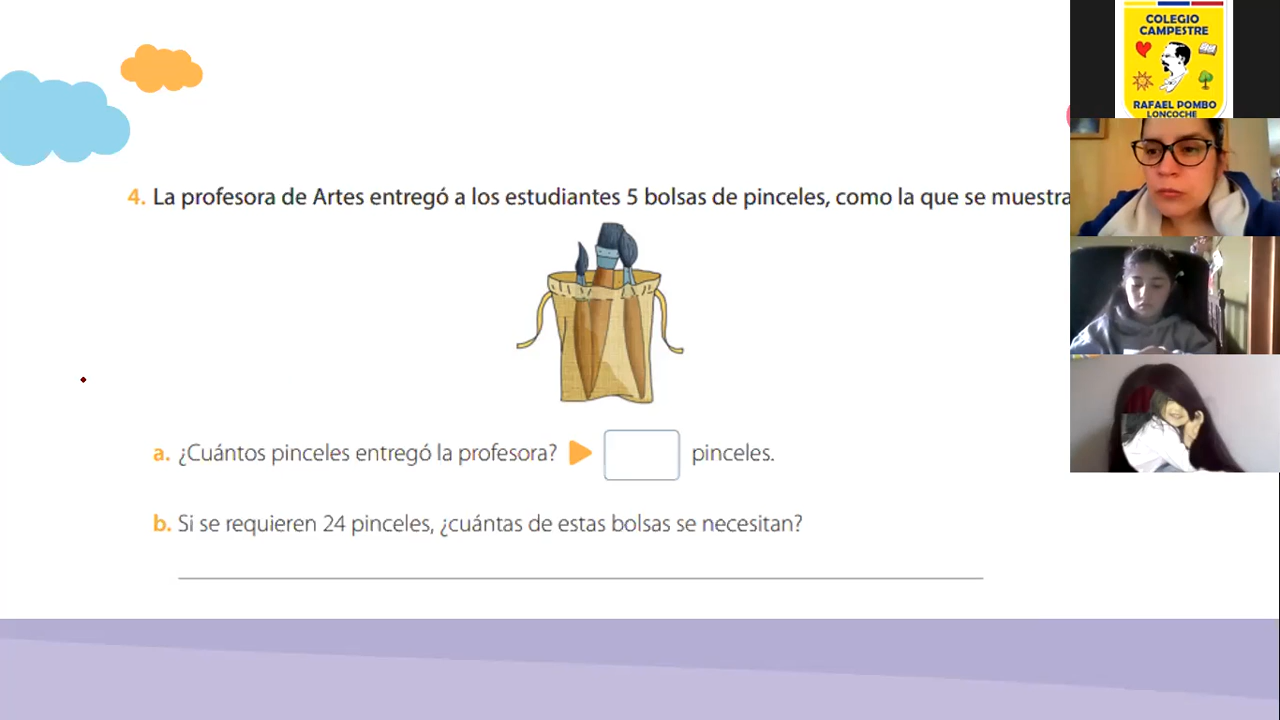 COLEGIO
CAMPESTRE
RAFAEL POMBO
LONCOCHE
4. La profesora de Artes entregó a los estudiantes 5 bolsas de pinceles, como la que se muestra
a. ¿Cuántos pinceles entregó la profesora? pinceles.
b. Si se requieren 24 pinceles, ¿cuántas de estas bolsas se necesitan?